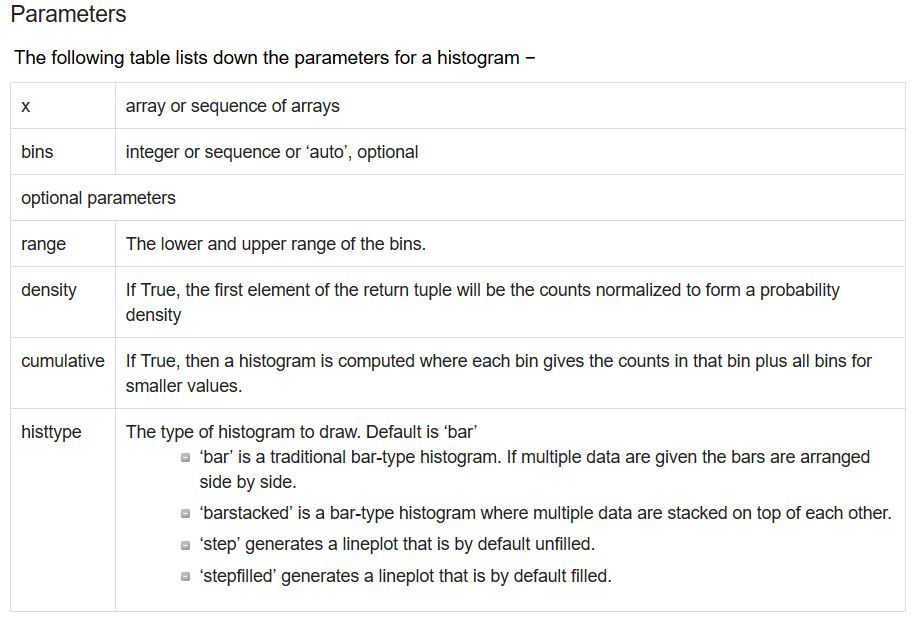 Parameters
The following table lists down the parameters for a histogram −
x
array or sequence of arrays
bins
integer or sequence or ‘auto’, optional
optional parameters
range
The lower and upper range of the bins.
density
If True, the first element of the return tuple will be the counts normalized to form a probability
density
cumulative
If True, then a histogram is computed where each bin gives the counts in that bin plus all bins for
smaller values.
histtype
The type of histogram to draw. Default is ‘bar’
‘bar’ is a traditional bar-type histogram. If multiple data are given the bars are arranged
side by side.
‘barstacked’ is a bar-type histogram where multiple data are stacked on top of each other.
‘step’ generates a lineplot that is by default unfilled.
‘stepfilled’ generates a lineplot that is by default filled.